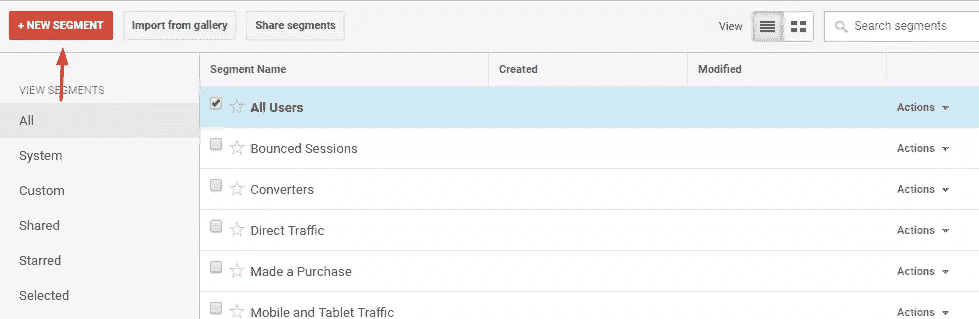 + NEW SEGMENT Import from gallery Share segments View Search segments
VIEW SEGMENTS
All
System
Custom
Shared
Starred
Selected
Segment Name Created Modified
All Users Actions
Bounced Sessions Actions
Converters Actions
Direct Traffic Actions
Made a Purchase Actions
Mobile and Tablet Traffic Actions